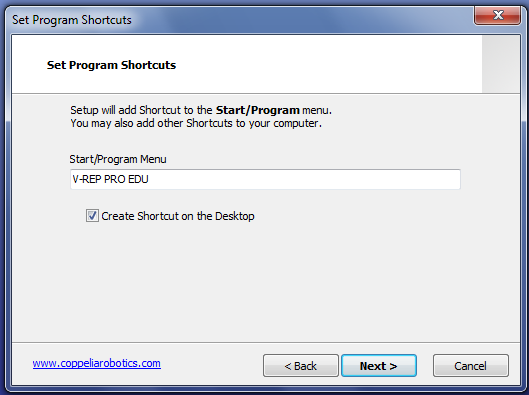 Set Program Shortcuts
Set Program Shortcuts
Setup will add Shortcut to the Start/Program menu.
You may also add other Shortcuts to your computer.
Start/Program Menu
V-REP PRO EDU
Create Shortcut on the Desktop
www.coppeliarobotics.com
< Back
Next >
Cancel